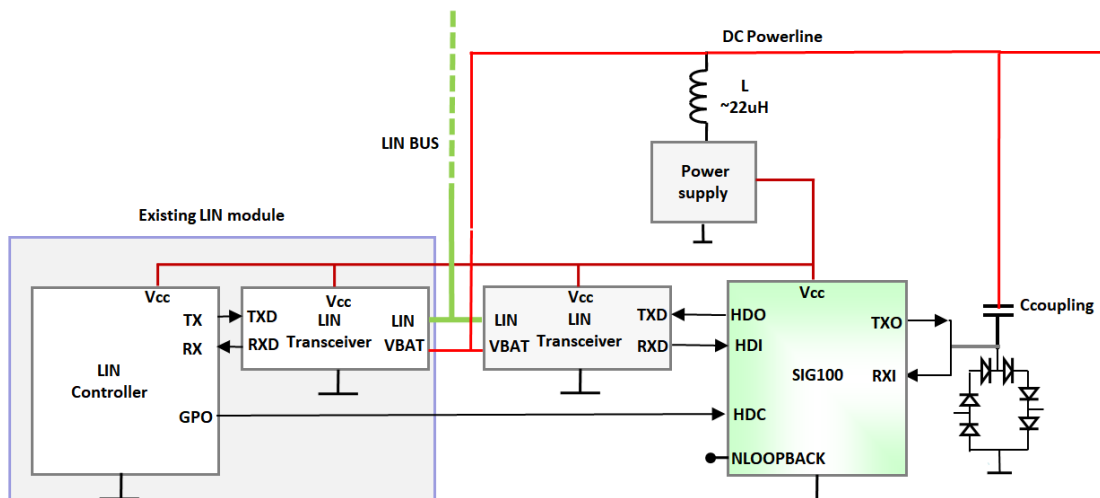 DC Powerline
L
~22uH
LIN BUS
Power
supply
Existing LIN module
Vcc
TX
RX
LIN
Controller
GPO
Vcc
TXD
LIN
LIN
RXD
Transceiver
VBAT
Vcc
LIN
LIN
TXD
VBAT
Transceiver
RXD
Vcc
HDO
TXO
HDI
SIG100
RXI
HDC
NLOOPBACK
Ccoupling